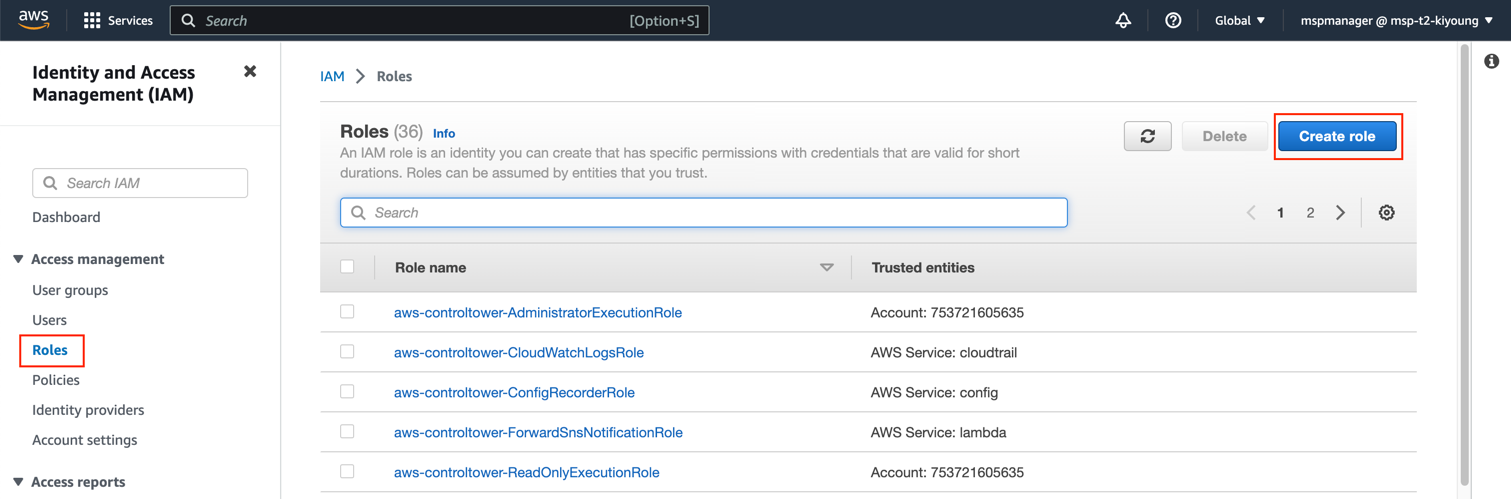 aws
Services
Search
[Option+S]
Global
mspmanager @ msp-t2-kiyoung
Identity and Access
Management (IAM)
Search IAM
Dashboard
Access management
User groups
Users
Roles
Policies
Identity providers
Account settings
Access reports
IAM
Roles
Roles (36) Info
An IAM role is an identity you can create that has specific permissions with credentials that are valid for short
durations. Roles can be assumed by entities that you trust.
Delete
Create role
Search
1 2
Role name Trusted entities
aws-controltower-AdministratorExecutionRole Account: 753721605635
aws-controltower-CloudWatchLogsRole AWS Service: cloudtrail
aws-controltower-ConfigRecorderRole AWS Service: config
aws-controltower-ForwardSnsNotificationRole AWS Service: lambda
aws-controltower-ReadOnlyExecutionRole Account: 753721605635